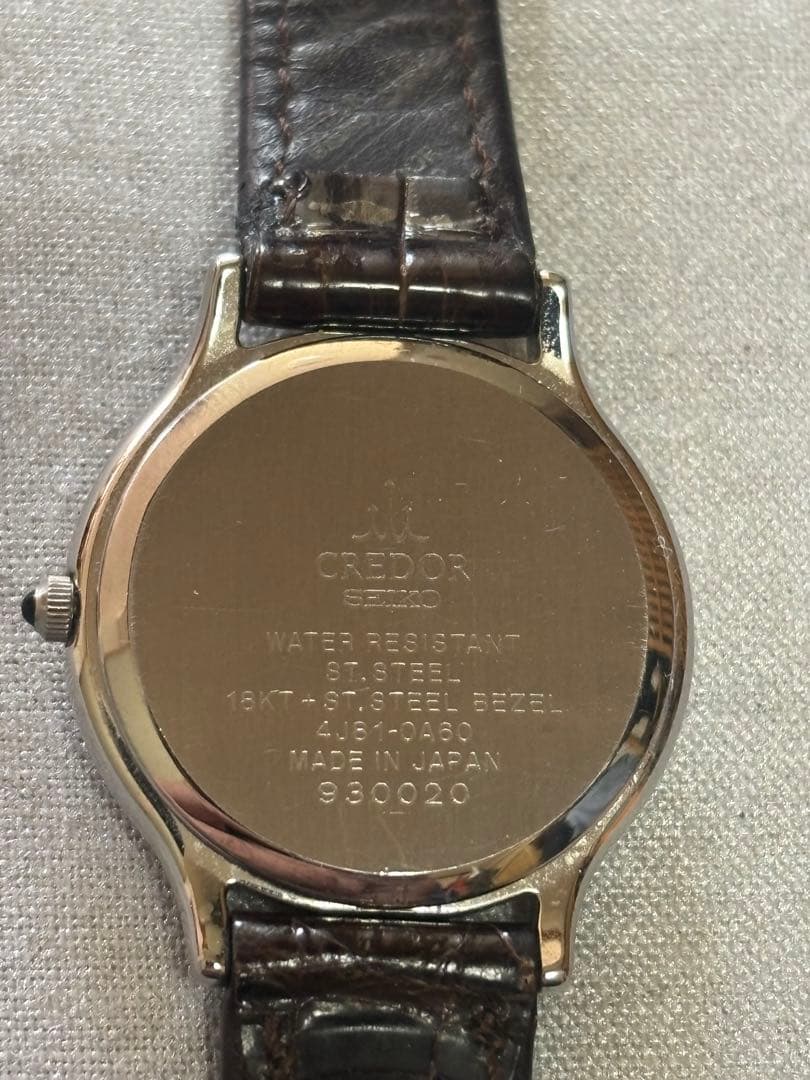 CREDOR
SEIKO
WATER RESISTANT
ST. STEEL
18KT + ST. STEEL BEZEL
4J81-0A60
MADE IN JAPAN
930020